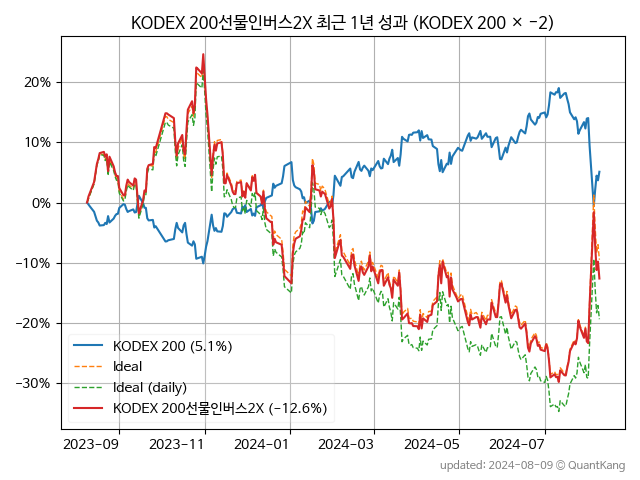 KODEX 200선물인버스2X 최근 1년 성과 (KODEX 200 × −2)
20%
10%
0%
−10%
−20%
−30%
KODEX 200 (5.1%)
Ideal
Ideal (daily)
KODEX 200선물인버스2X (−12.6%)
2023-09 2023-11 2024-01 2024-03 2024-05 2024-07
updated: 2024-08-09 © QuantKang